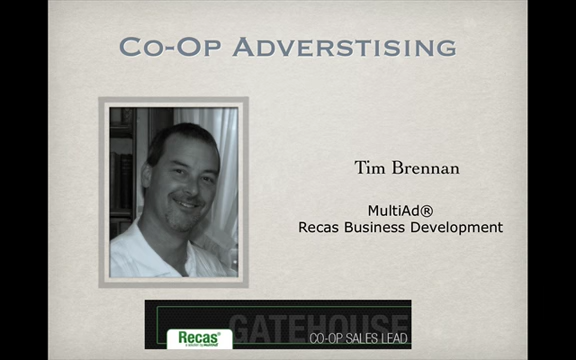 Co-Op Adverstising
Tim Brennan
MultiAd®
Recas Business Development
GATEHOUSE
Recas®
CO-OP SALES LEAD